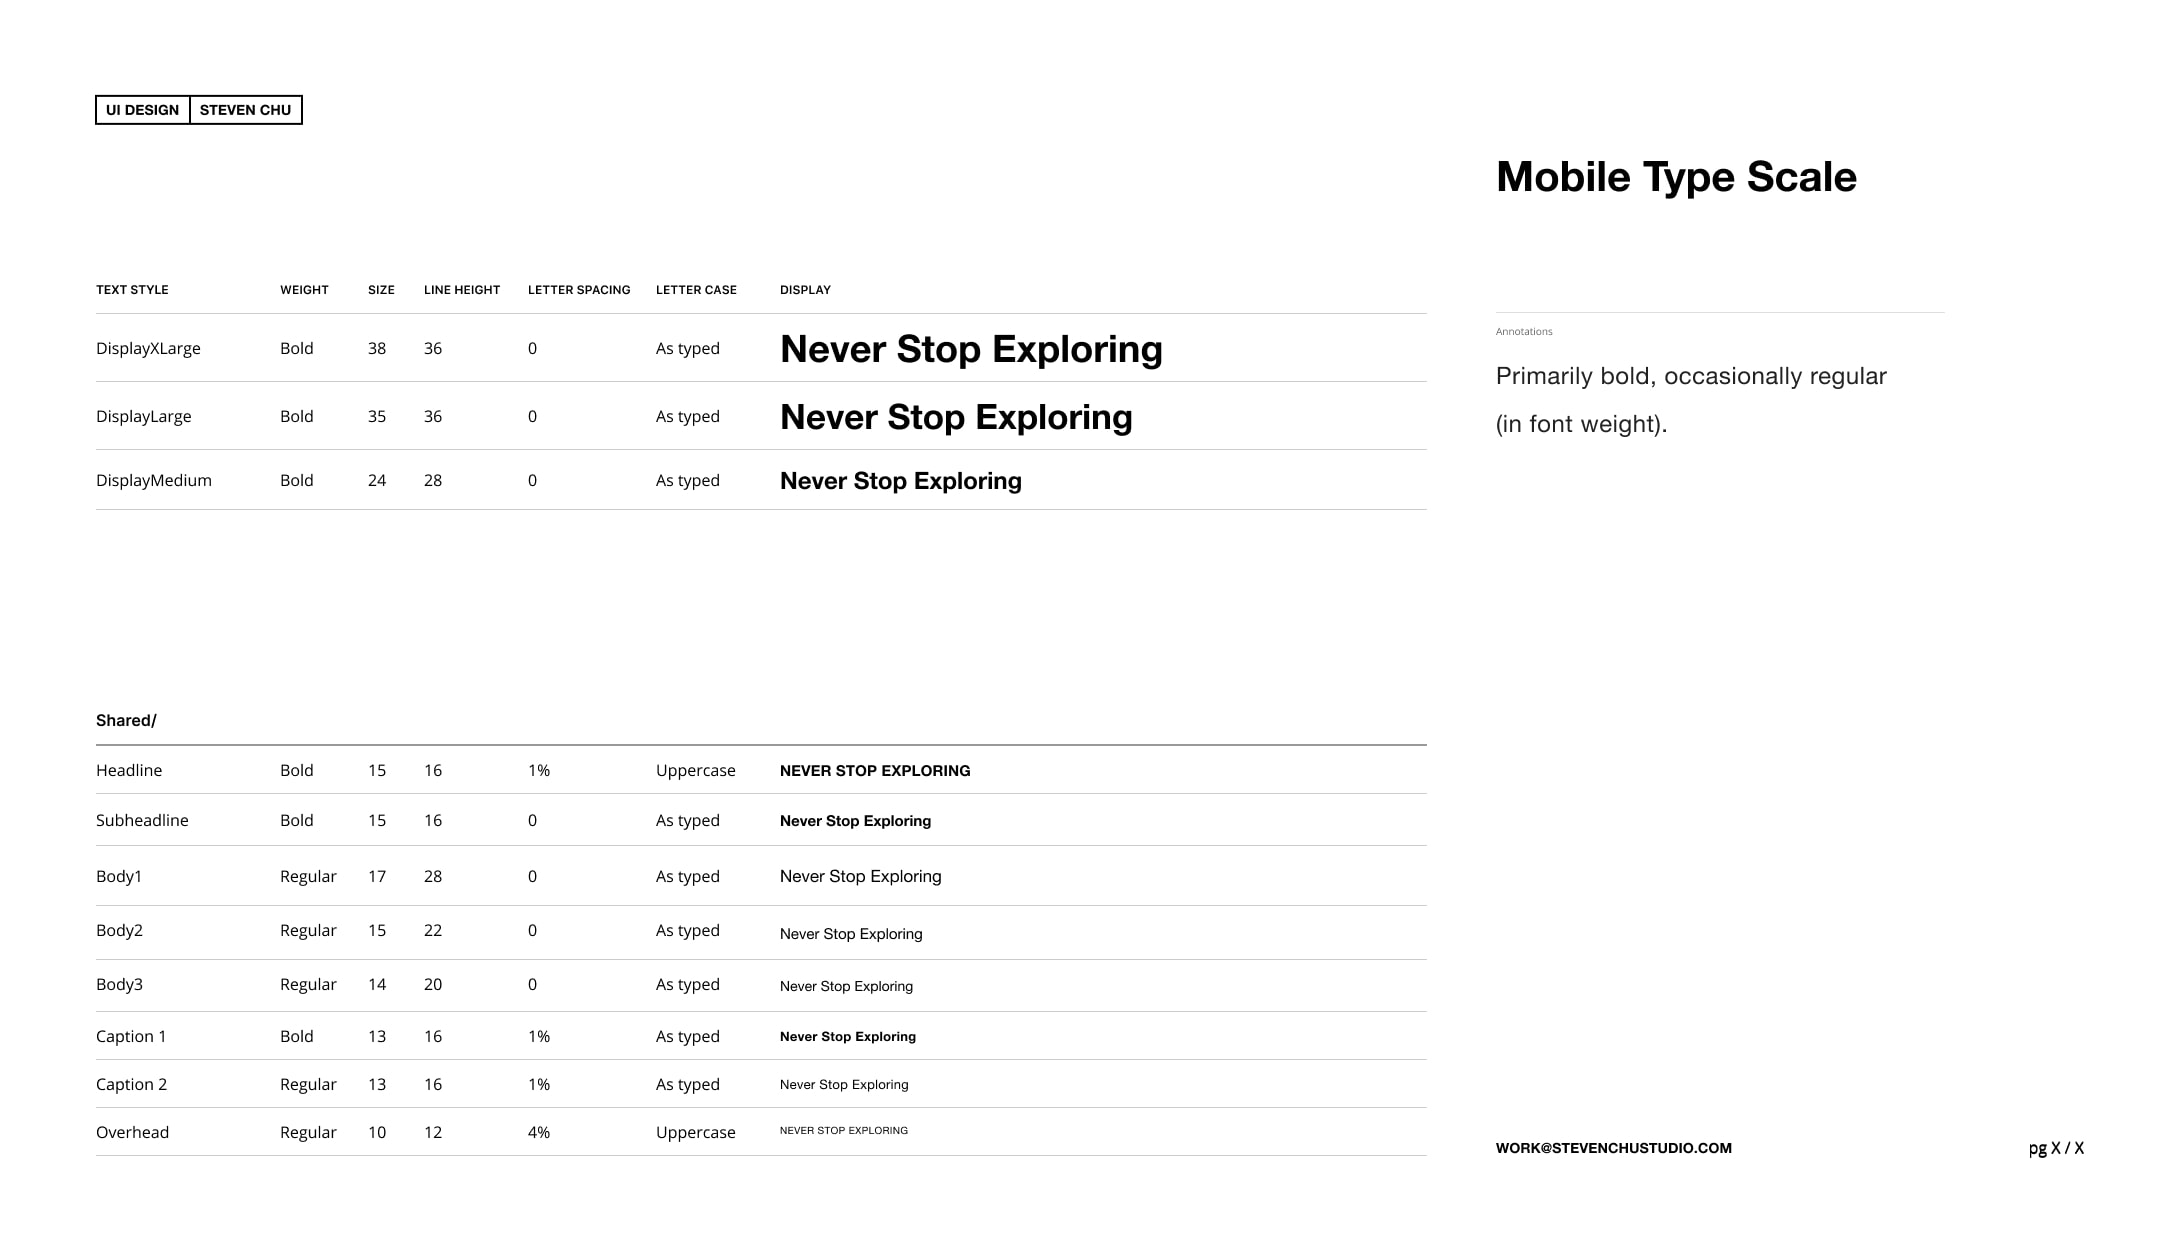 UI DESIGN STEVEN CHU
Mobile Type Scale
TEXT STYLE WEIGHT SIZE LINE HEIGHT LETTER SPACING LETTER CASE DISPLAY
DisplayXLarge Bold 38 36 0 As typed Never Stop Exploring
DisplayLarge Bold 35 36 0 As typed Never Stop Exploring
DisplayMedium Bold 24 28 0 As typed Never Stop Exploring
Annotations
Primarily bold, occasionally regular
(in font weight).
Shared/
Headline Bold 15 16 1% Uppercase NEVER STOP EXPLORING
Subheadline Bold 15 16 0 As typed Never Stop Exploring
Body1 Regular 17 28 0 As typed Never Stop Exploring
Body2 Regular 15 22 0 As typed Never Stop Exploring
Body3 Regular 14 20 0 As typed Never Stop Exploring
Caption 1 Bold 13 16 1% As typed Never Stop Exploring
Caption 2 Regular 13 16 1% As typed Never Stop Exploring
Overhead Regular 10 12 4% Uppercase NEVER STOP EXPLORING
WORK@STEVENCHUSTUDIO.COM
pg X / X